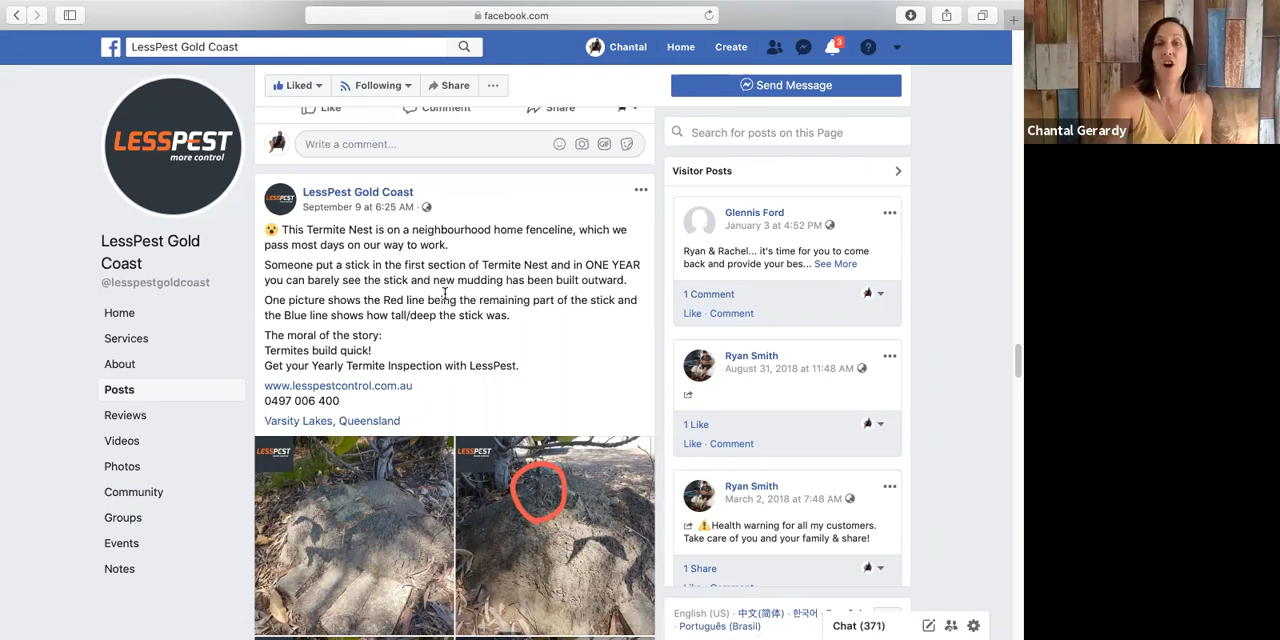 facebook.com
LessPest Gold Coast
Chantal
Home
Create
3
Liked
Following
Share
Send Message
Like
Comment
Share
Write a comment...
GIF
Search for posts on this Page
Chantal Gerardy
LESSPEST
more control
LessPest Gold
Coast
@lesspestgoldcoast
Home
Services
About
Posts
Reviews
Videos
Photos
Community
Groups
Events
Notes
LessPest Gold Coast
September 9 at 6:25 AM
This Termite Nest is on a neighbourhood home fenceline, which we
pass most days on our way to work.
Someone put a stick in the first section of Termite Nest and in ONE YEAR
you can barely see the stick and new mudding has been built outward.
One picture shows the Red line being the remaining part of the stick and
the Blue line shows how tall/deep the stick was.
The moral of the story:
Termites build quick!
Get your Yearly Termite Inspection with LessPest.
www.lesspestcontrol.com.au
0497 006 400
Varsity Lakes, Queensland
LESSPEST
LESSPEST
Visitor Posts
Glennis Ford
January 3 at 4:52 PM
Ryan & Rachel... it's time for you to come
back and provide your bes... See More
1 Comment
Like · Comment
Ryan Smith
August 31, 2018 at 11:48 AM
1 Like
Like · Comment
Ryan Smith
March 2, 2018 at 7:48 AM
Health warning for all my customers.
Take care of you and your family & share!
1 Share
Like · Comment
English (US) · 中文(简体) · 한국어 ·
Português (Brasil)
Chat (371)